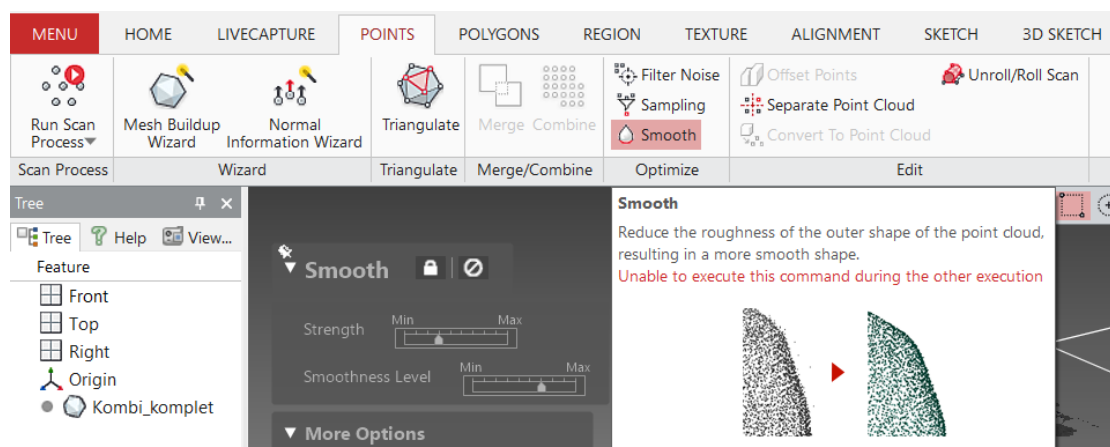 MENU HOME LIVECAPTURE POINTS POLYGONS REGION TEXTURE ALIGNMENT SKETCH 3D SKETCH
Run Scan Process
Mesh Buildup Wizard
Normal Information Wizard
Triangulate
Merge Combine
Filter Noise
Sampling
Smooth
Offset Points
Separate Point Cloud
Convert To Point Cloud
Unroll/Roll Scan
Scan Process Wizard Triangulate Merge/Combine Optimize Edit
Tree
Tree Help View...
Feature
Front
Top
Right
Origin
Kombi_komplet
Smooth
Strength Min Max
Smoothness Level Min Max
More Options
Smooth
Reduce the roughness of the outer shape of the point cloud,
resulting in a more smooth shape.
Unable to execute this command during the other execution